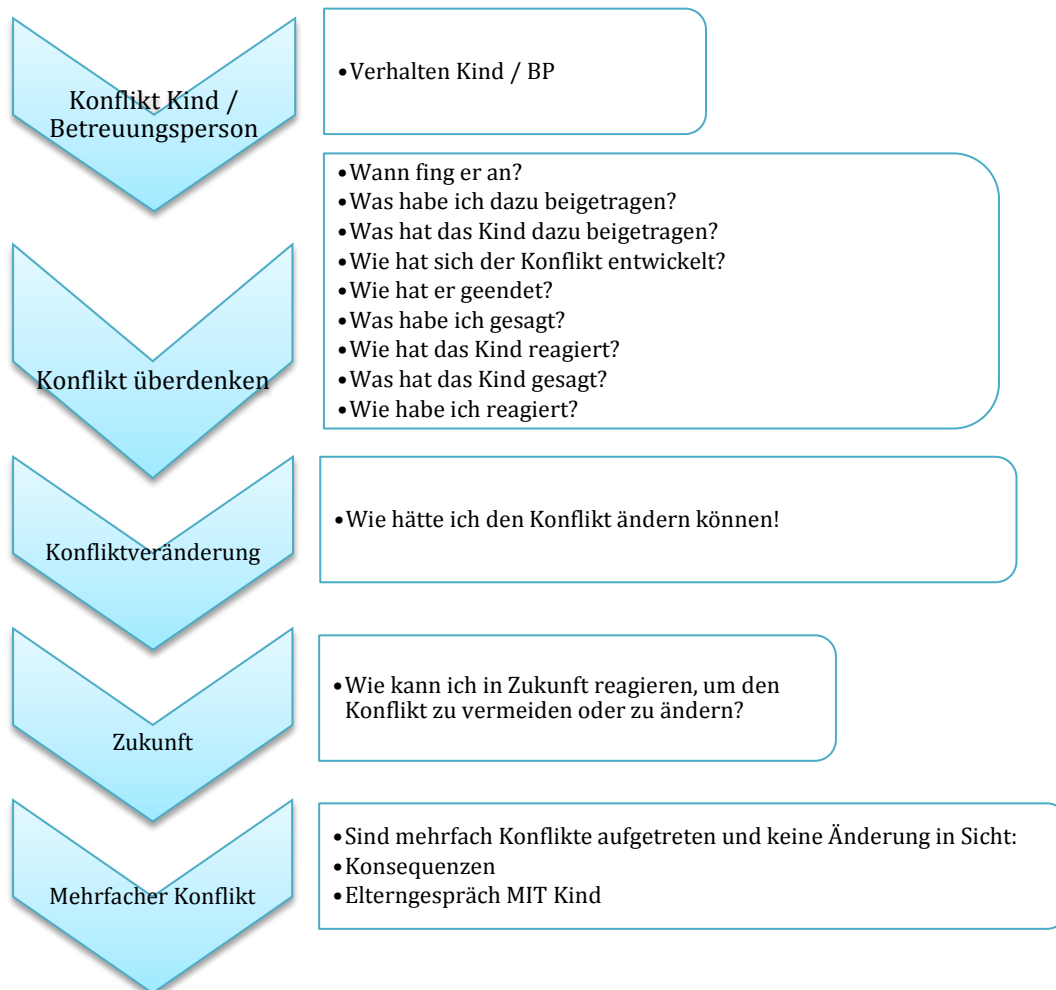 Konflikt Kind /
Betreuungsperson
•Verhalten Kind / BP
Konflikt überdenken
•Wann fing er an?
•Was habe ich dazu beigetragen?
•Was hat das Kind dazu beigetragen?
•Wie hat sich der Konflikt entwickelt?
•Wie hat er geendet?
•Was habe ich gesagt?
•Wie hat das Kind reagiert?
•Was hat das Kind gesagt?
•Wie habe ich reagiert?
Konfliktveränderung
•Wie hätte ich den Konflikt ändern können!
Zukunft
•Wie kann ich in Zukunft reagieren, um den
Konflikt zu vermeiden oder zu ändern?
Mehrfacher Konflikt
•Sind mehrfach Konflikte aufgetreten und keine Änderung in Sicht:
•Konsequenzen
•Elterngespräch MIT Kind